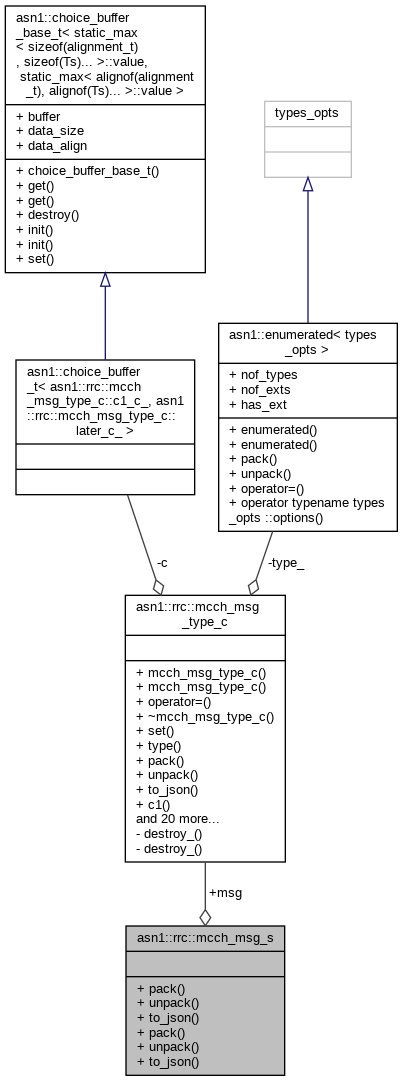 asn1::choice_buffer
_base_t< static_max
< sizeof(alignment_t)
, sizeof(Ts)... >::value,
static_max< alignof(alignment
_t), alignof(Ts)... >::value >
+ buffer
+ data_size
+ data_align
+ choice_buffer_base_t()
+ get()
+ get()
+ destroy()
+ init()
+ init()
+ set()
types_opts
asn1::choice_buffer
_t< asn1::rrc::mcch
_msg_type_c::c1_c_, asn1
::rrc::mcch_msg_type_c::
later_c_ >
asn1::enumerated< types
_opts >
+ nof_types
+ nof_exts
+ has_ext
+ enumerated()
+ enumerated()
+ pack()
+ unpack()
+ operator=()
+ operator typename types
_opts ::options()
-c
-type_
asn1::rrc::mcch_msg
_type_c
+ mcch_msg_type_c()
+ mcch_msg_type_c()
+ operator=()
+ ~mcch_msg_type_c()
+ set()
+ type()
+ pack()
+ unpack()
+ to_json()
+ c1()
and 20 more...
- destroy_()
- destroy_()
+msg
asn1::rrc::mcch_msg_s
+ pack()
+ unpack()
+ to_json()
+ pack()
+ unpack()
+ to_json()